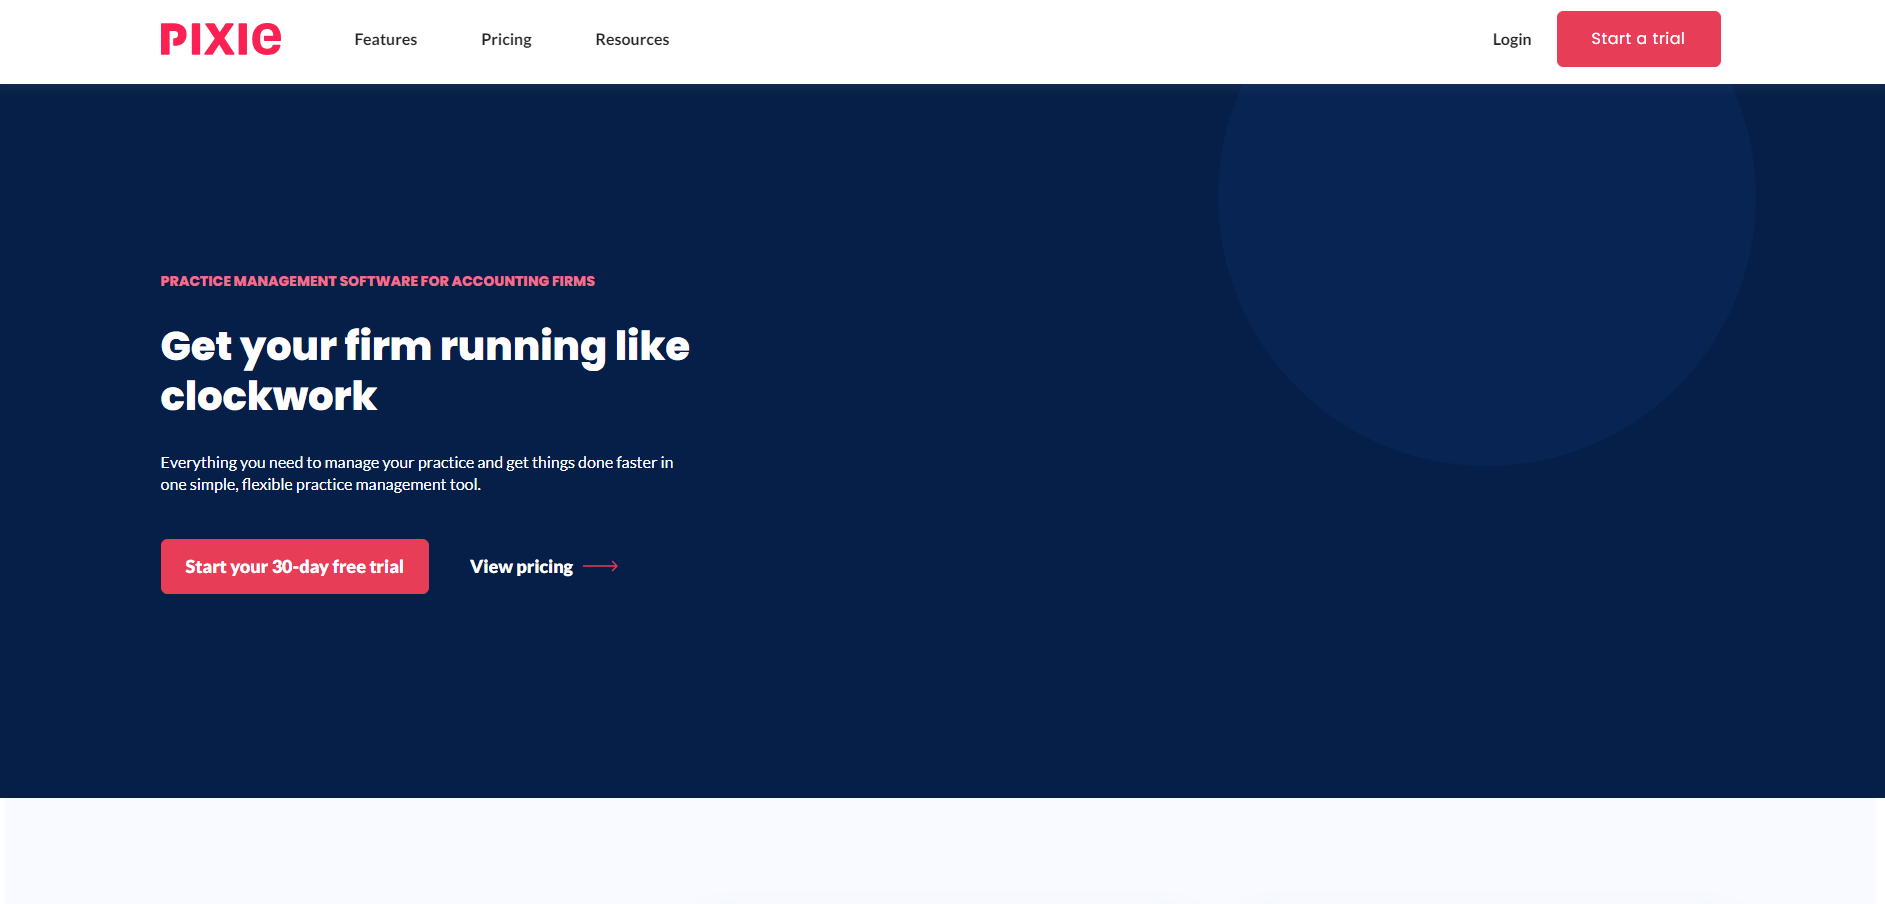 PIXIE
Features
Pricing
Resources
Login
Start a trial
PRACTICE MANAGEMENT SOFTWARE FOR ACCOUNTING FIRMS
Get your firm running like
clockwork
Everything you need to manage your practice and get things done faster in
one simple, flexible practice management tool.
Start your 30-day free trial
View pricing